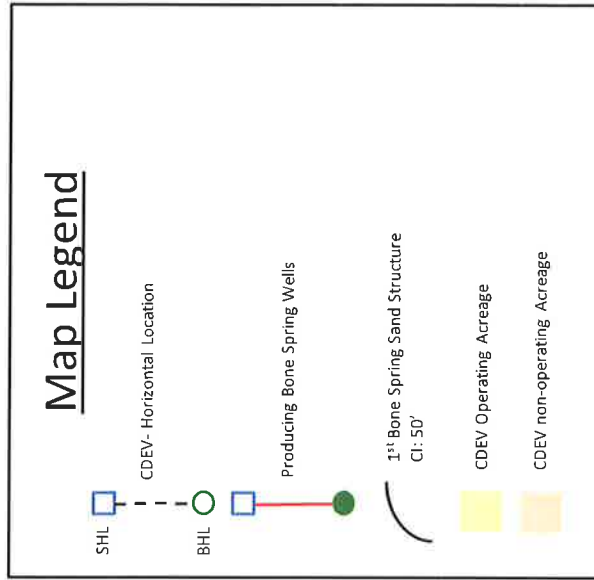 Map Legend
SHL
CDEV- Horizontal Location
BHL
Producing Bone Spring Wells
1st Bone Spring Sand Structure
CI: 50'
CDEV Operating Acreage
CDEV non-operating Acreage